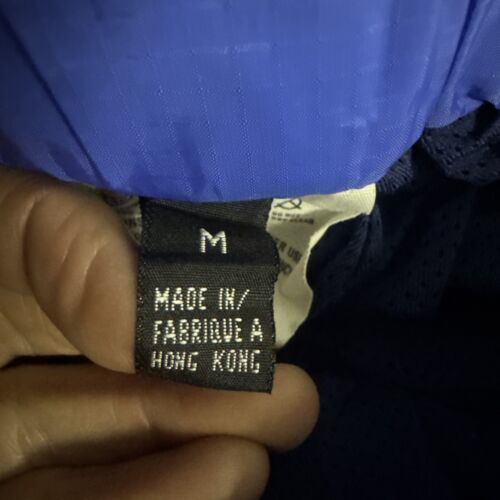 M
MADE IN/
FABRIQUE A
HONG KONG